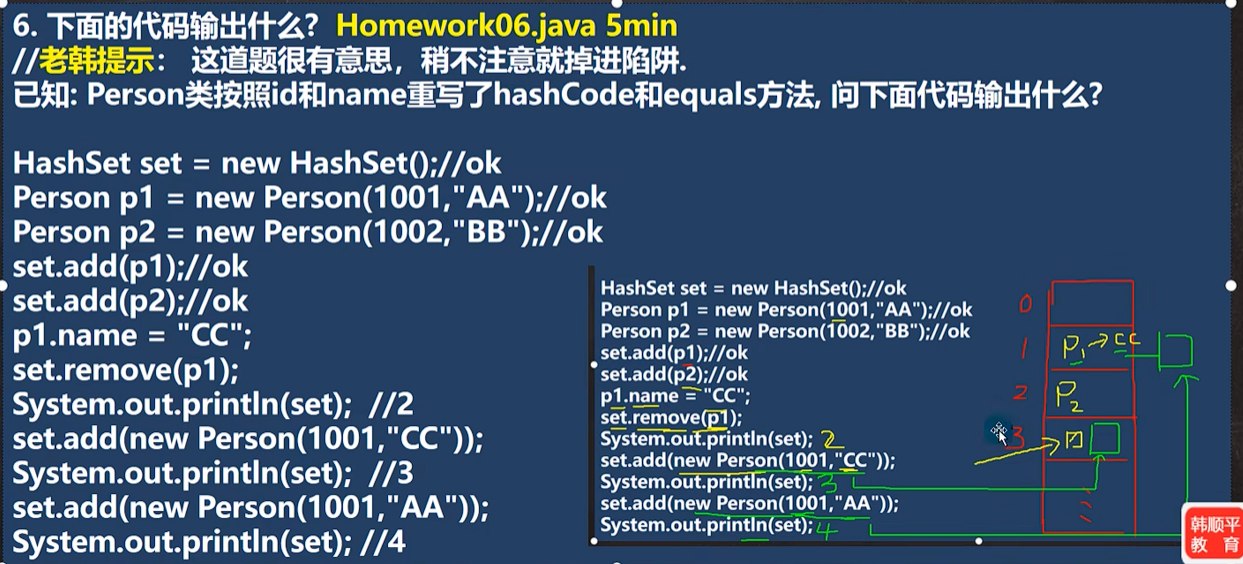 6. 下面的代码输出什么? Homework06.java 5min
//老韩提示: 这道题很有意思，稍不注意就掉进陷阱.
已知: Person类按照id和name重写了hashCode和equals方法, 问下面代码输出什么?
HashSet set = new HashSet();//ok
Person p1 = new Person(1001,"AA");//ok
Person p2 = new Person(1002,"BB");//ok
set.add(p1);//ok
set.add(p2);//ok
p1.name = "CC";
set.remove(p1);
System.out.println(set); //2
set.add(new Person(1001,"CC"));
System.out.println(set); //3
set.add(new Person(1001,"AA"));
System.out.println(set); //4
HashSet set = new HashSet();//ok
Person p1 = new Person(1001,"AA");//ok
Person p2 = new Person(1002,"BB");//ok
set.add(p1);//ok
set.add(p2);//ok
p1.name = "CC";
set.remove(p1);
System.out.println(set); 2
set.add(new Person(1001,"CC"));
System.out.println(set); 3
set.add(new Person(1001,"AA"));
System.out.println(set); 4
0
1 P1→CC
2 P2
3
韩顺平
教 育